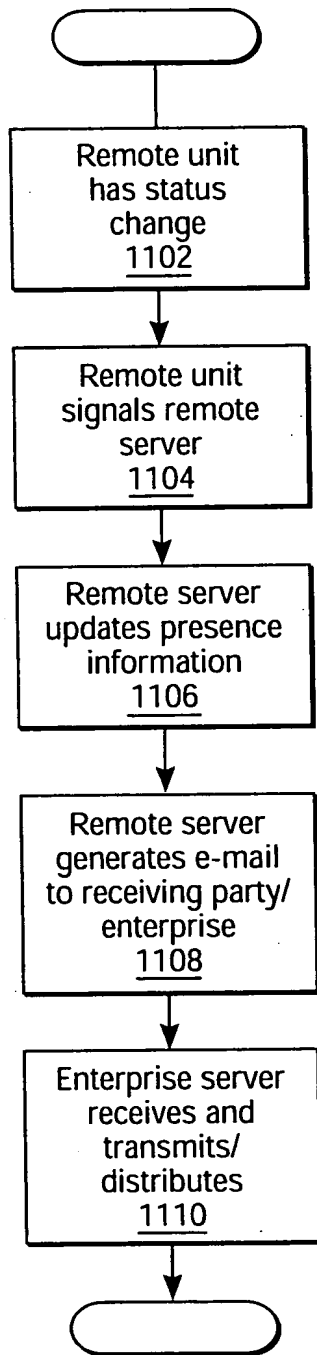 Remote unit
has status
change
1102
Remote unit
signals remote
server
1104
Remote server
updates presence
information
1106
Remote server
generates e-mail
to receiving party/
enterprise
1108
Enterprise server
receives and
transmits/
distributes
1110